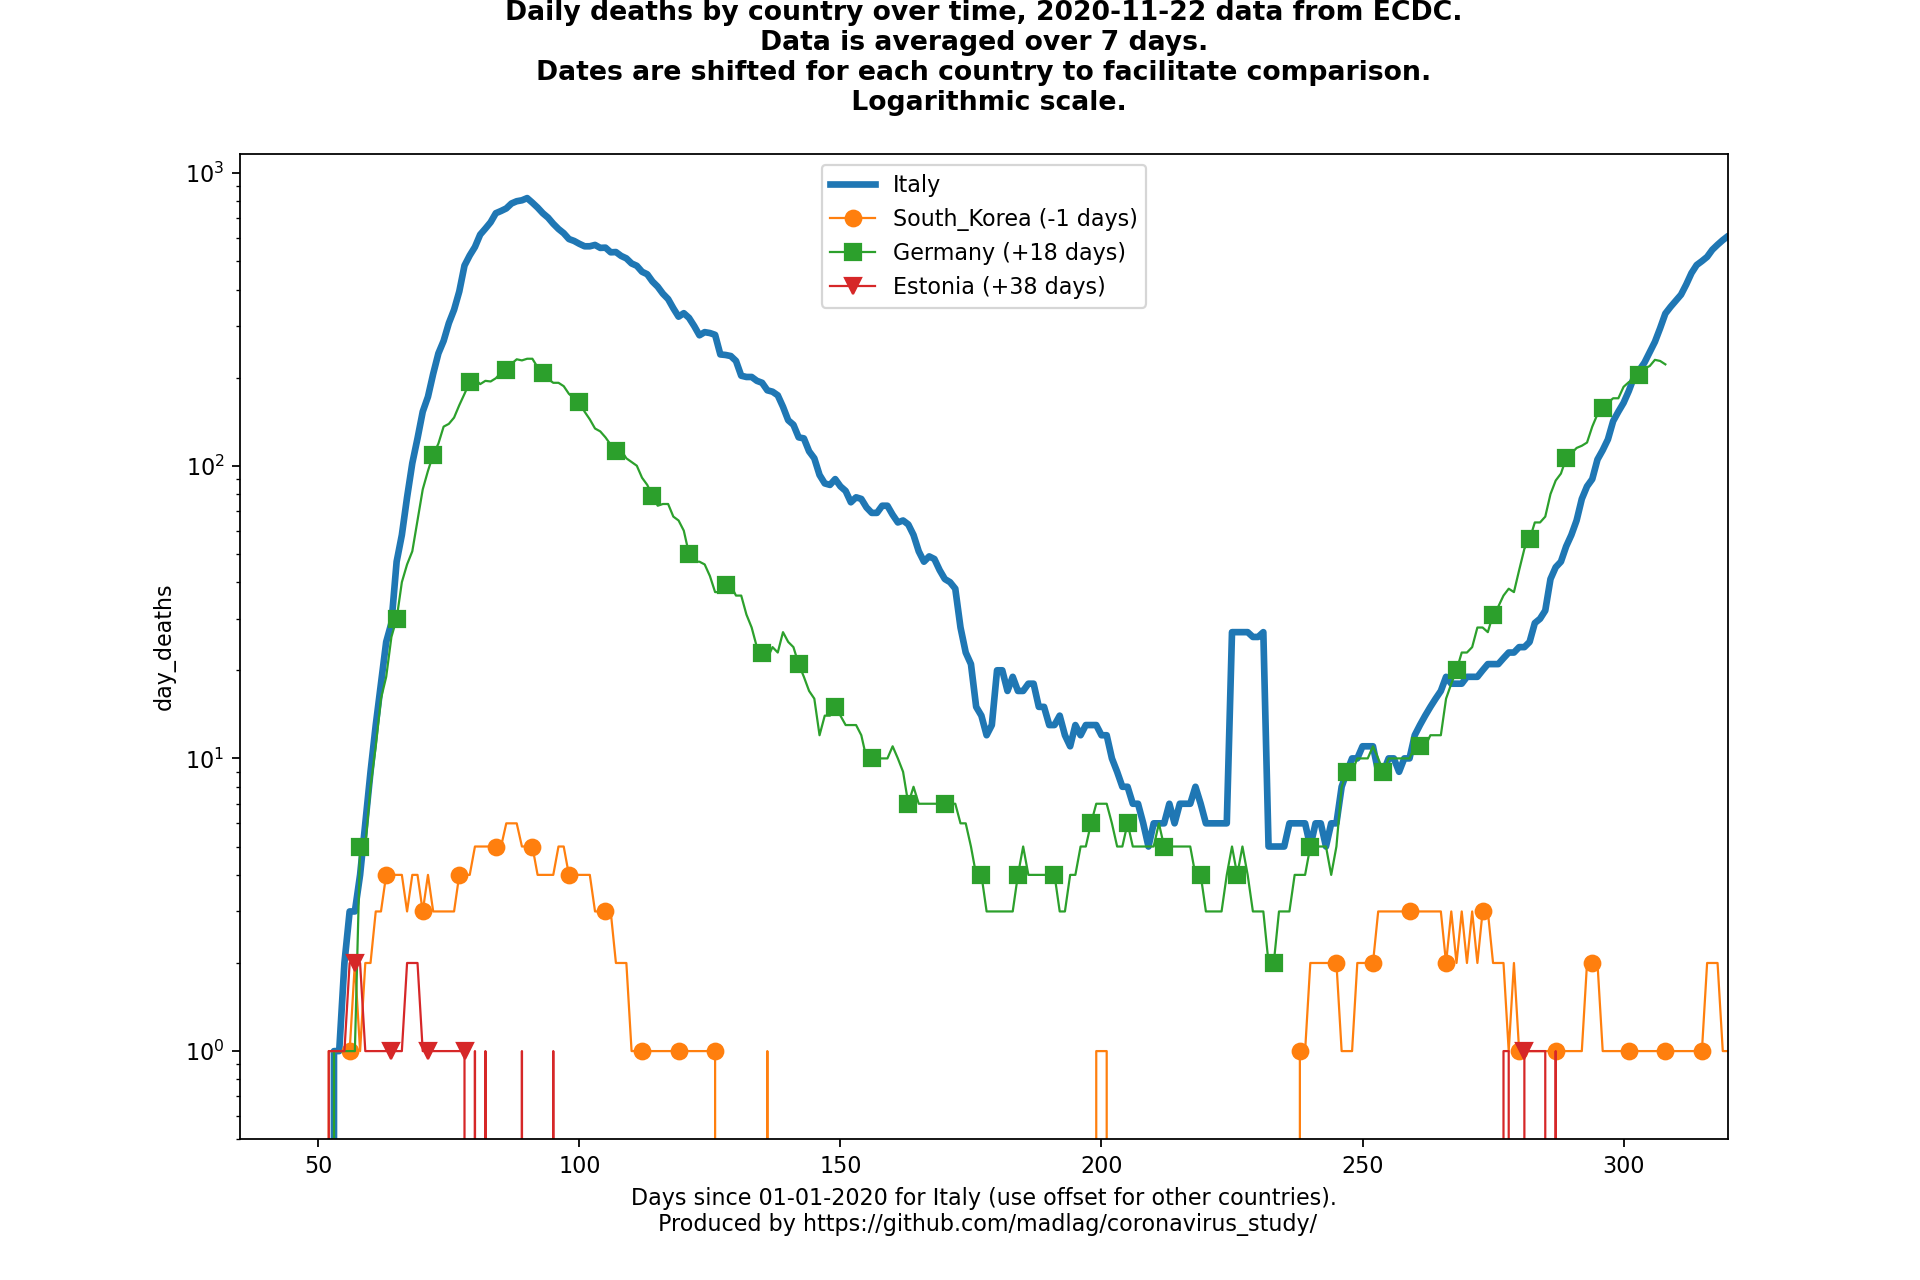 Daily deaths by country over time, 2020-11-22 data from ECDC.
Data is averaged over 7 days.
Dates are shifted for each country to facilitate comparison.
Logarithmic scale.
10³
10²
10¹
10⁰
day_deaths
Italy
South_Korea (-1 days)
Germany (+18 days)
Estonia (+38 days)
50
100
150
200
250
300
Days since 01-01-2020 for Italy (use offset for other countries).
Produced by https://github.com/madlag/coronavirus_study/